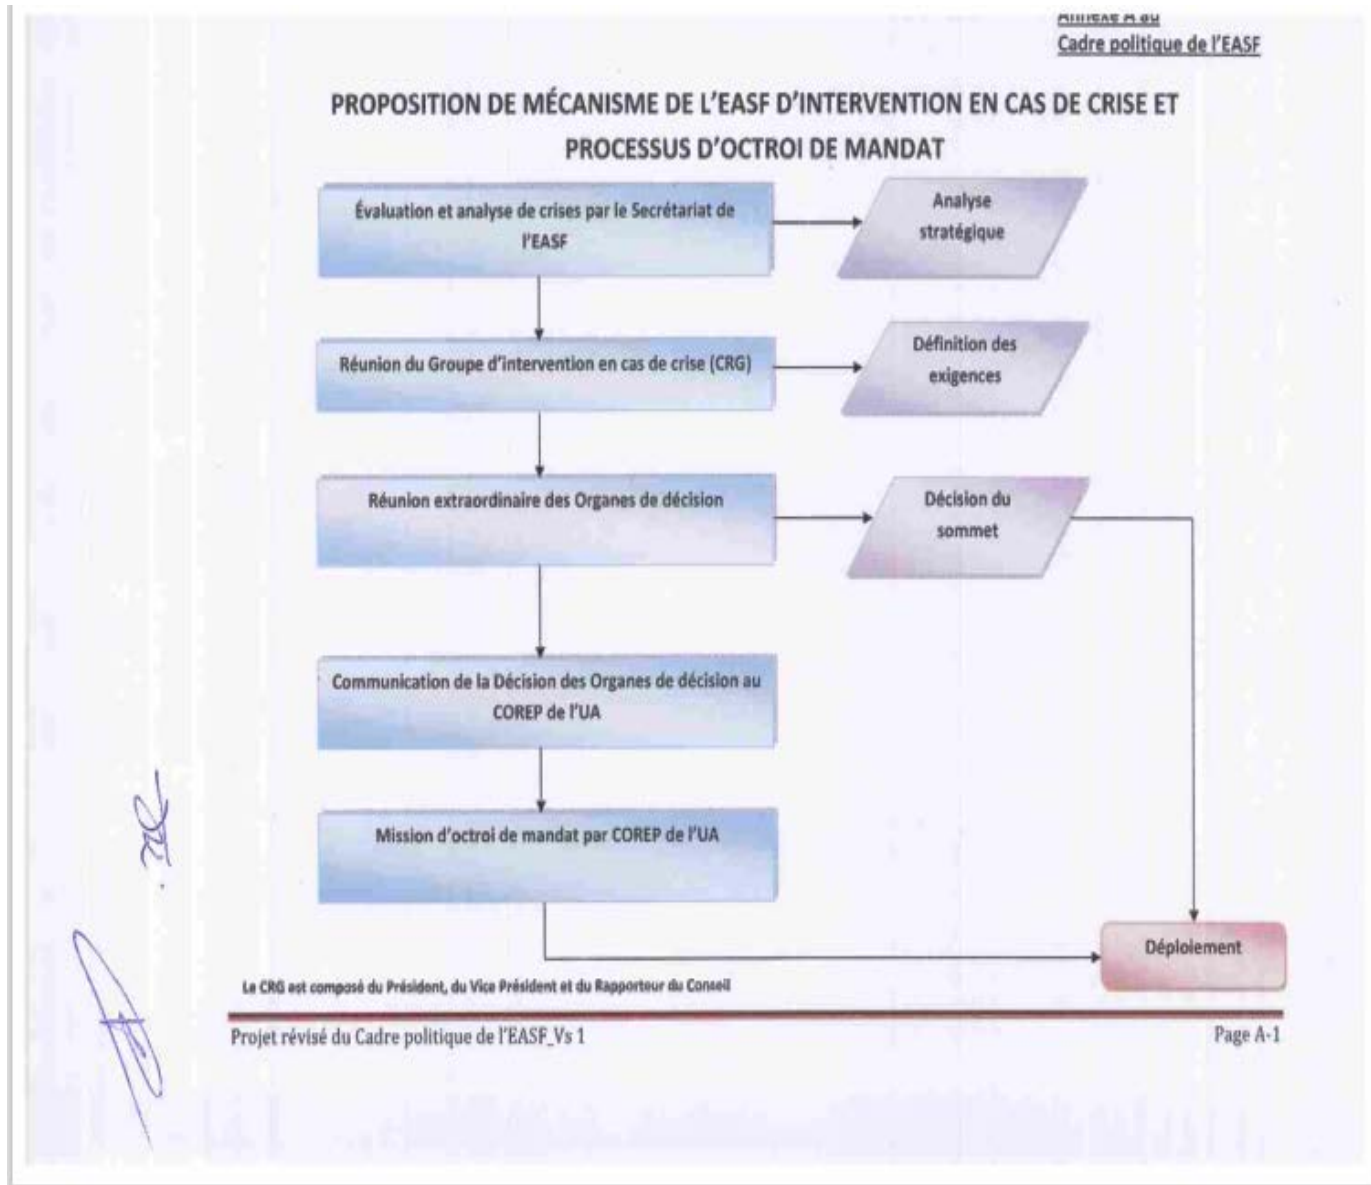 Annexe A au
Cadre politique de l'EASF
PROPOSITION DE MÉCANISME DE L'EASF D'INTERVENTION EN CAS DE CRISE ET
PROCESSUS D'OCTROI DE MANDAT
Évaluation et analyse de crises par le Secrétariat de
l'EASF
Analyse
stratégique
Réunion du Groupe d'intervention en cas de crise (CRG)
Définition des
exigences
Réunion extraordinaire des Organes de décision
Décision du
sommet
Communication de la Décision des Organes de décision au
COREP de l'UA
Mission d'octroi de mandat par COREP de l'UA
Déploiement
Le CRG est composé du Président, du Vice Président et du Rapporteur du Conseil
Projet révisé du Cadre politique de l'EASF_Vs 1
Page A-1